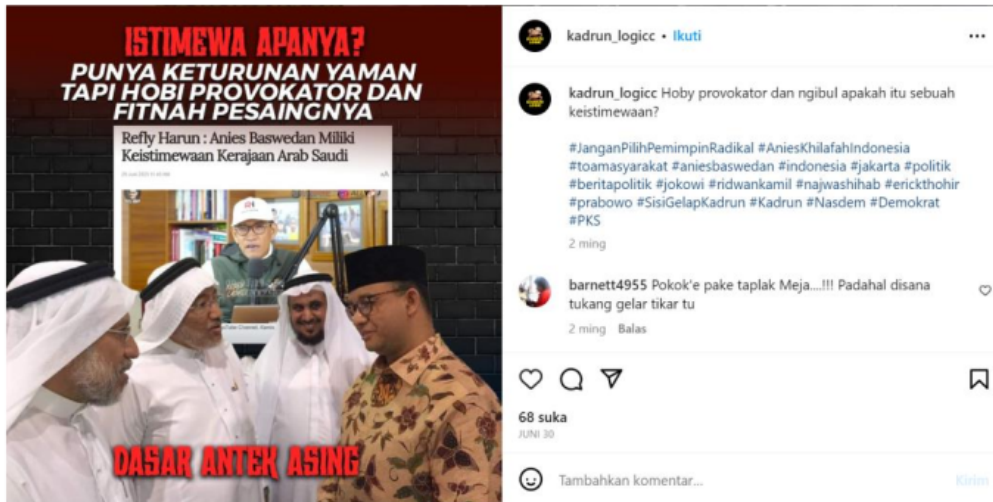 ISTIMEWA APANYA?
PUNYA KETURUNAN YAMAN
TAPI HOBI PROVOKATOR DAN
FITNAH PESAINGNYA
Refly Harun : Anies Baswedan Miliki
Keistimewaan Kerajaan Arab Saudi
DASAR ANTEK ASING
kadrun_logicc • Ikuti
kadrun_logicc Hoby provokator dan ngibul apakah itu sebuah
keistimewaan?
#JanganPilihPemimpinRadikal #AniesKhilafahIndonesia
#toamasyarakat #aniesbaswedan #indonesia #jakarta #politik
#beritapolitik #jokowi #ridwankamil #najwashihab #erickthohir
#prabowo #SisiGelapKadrun #Kadrun #Nasdem #Demokrat
#PKS
2 ming
barnett4955 Pokok'e pake taplak Meja....!!! Padahal disana
tukang gelar tikar tu
2 ming Balas
68 suka
JUNI 30
Tambahkan komentar...
Kirim